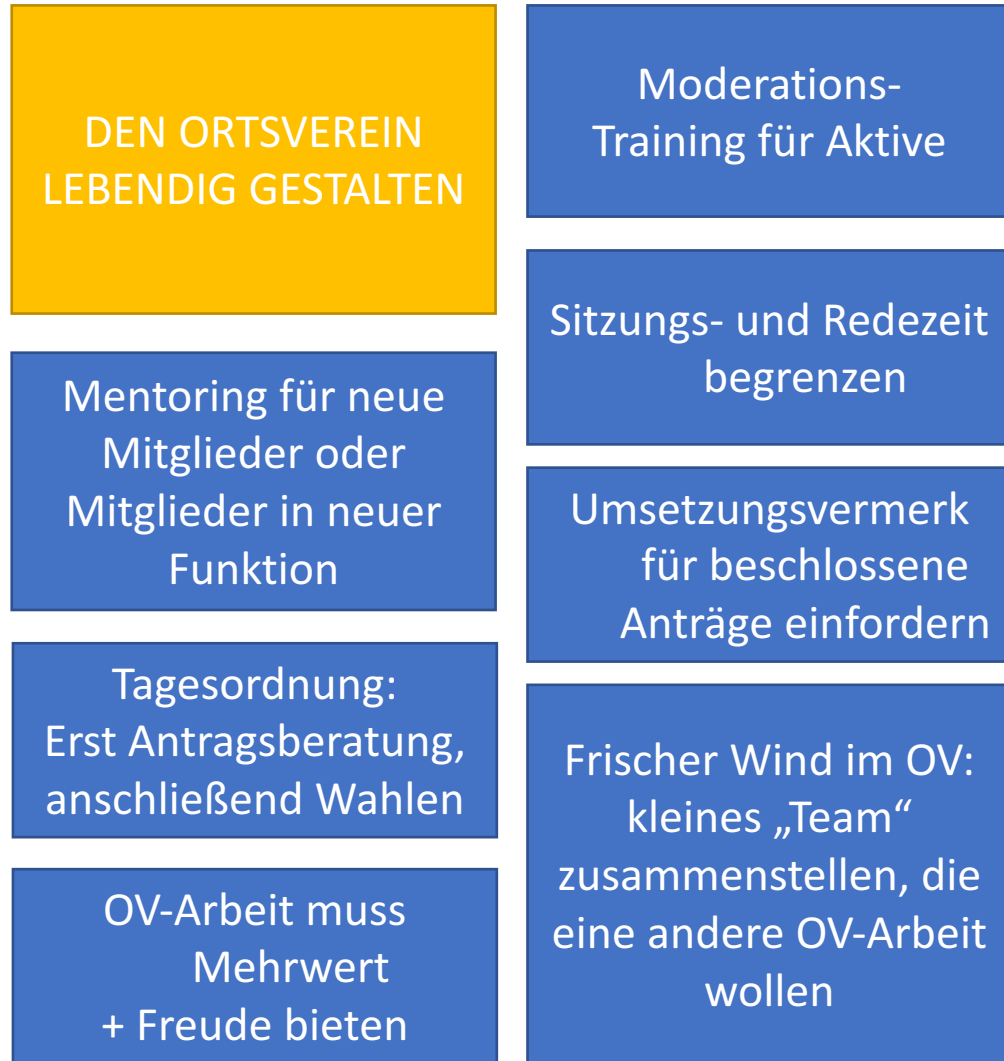 DEN ORTSVEREIN
LEBENDIG GESTALTEN
Mentoring für neue
Mitglieder oder
Mitglieder in neuer
Funktion
Tagesordnung:
Erst Antragsberatung,
anschließend Wahlen
OV-Arbeit muss
Mehrwert
+ Freude bieten
Moderations-
Training für Aktive
Sitzungs- und Redezeit
begrenzen
Umsetzungsvermerk
für beschlossene
Anträge einfordern
Frischer Wind im OV:
kleines „Team“
zusammenstellen, die
eine andere OV-Arbeit
wollen